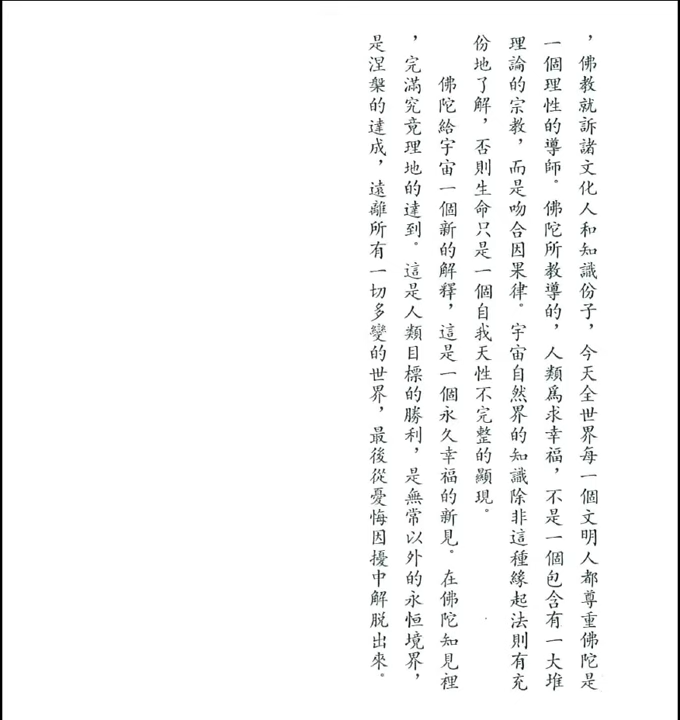 ，佛教就訴諸文化人和知識份子，今天全世界每一個文明人都尊重佛陀是
一個理性的導師。佛陀所教導的，人類爲求幸福，不是一個包含有一大堆
理論的宗教，而是吻合因果律。宇宙自然界的知識除非這種緣起法則有充
份地了解，否則生命只是一個自我天性不完整的顯現。
佛陀給宇宙一個新的解釋，這是一個永久幸福的新見。在佛陀知見裡
，完滿究竟理地的達到。這是人類目標的勝利，是無常以外的永恒境界，
是涅槃的達成，遠離所有一切多變的世界，最後從憂悔因擾中解脫出來。